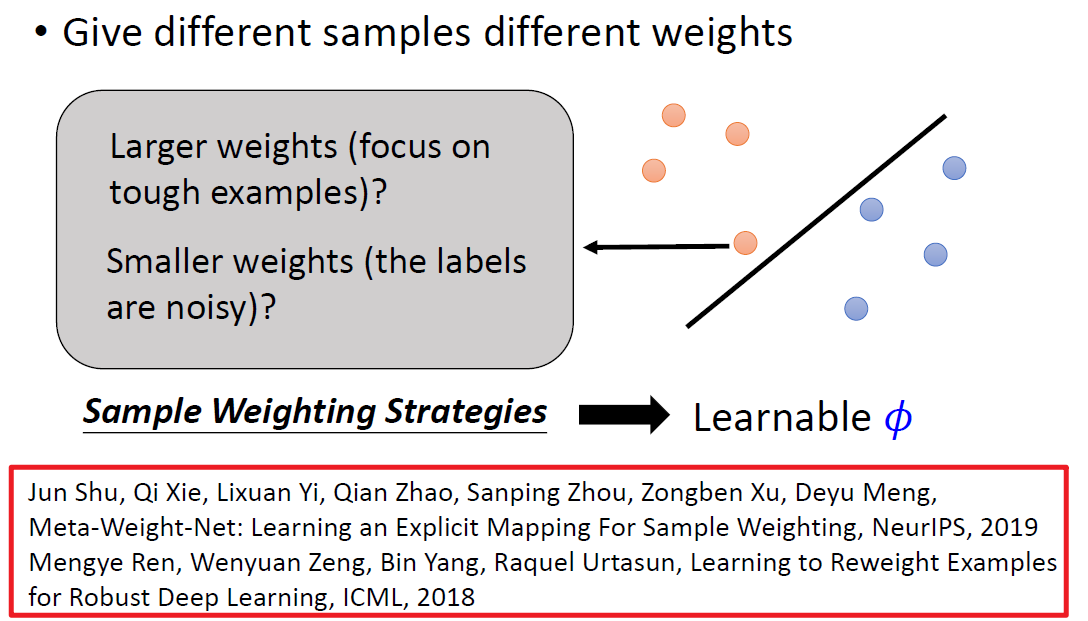 • Give different samples different weights
Larger weights (focus on
tough examples)?
Smaller weights (the labels
are noisy)?
Sample Weighting Strategies
Learnable ϕ
Jun Shu, Qi Xie, Lixuan Yi, Qian Zhao, Sanping Zhou, Zongben Xu, Deyu Meng,
Meta-Weight-Net: Learning an Explicit Mapping For Sample Weighting, NeurIPS, 2019
Mengye Ren, Wenyuan Zeng, Bin Yang, Raquel Urtasun, Learning to Reweight Examples
for Robust Deep Learning, ICML, 2018